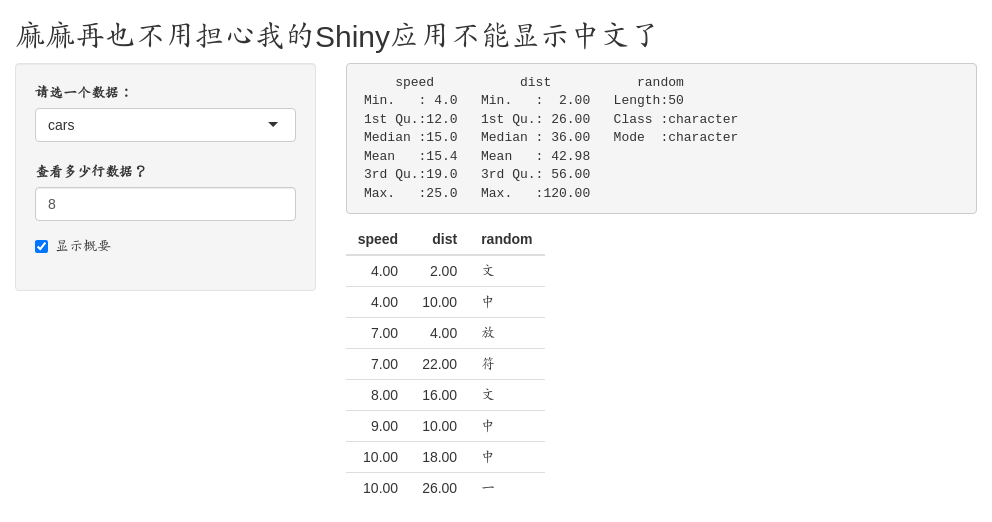 麻麻再也不用担心我的Shiny应用不能显示中文了
请选一个数据：
cars
查看多少行数据？
8
显示概要
speed dist random
Min. : 4.0 Min. : 2.00 Length:50
1st Qu.:12.0 1st Qu.: 26.00 Class :character
Median :15.0 Median : 36.00 Mode :character
Mean :15.4 Mean : 42.98
3rd Qu.:19.0 3rd Qu.: 56.00
Max. :25.0 Max. :120.00
speed dist random
4.00 2.00 文
4.00 10.00 中
7.00 4.00 放
7.00 22.00 符
8.00 16.00 文
9.00 10.00 中
10.00 18.00 中
10.00 26.00 一